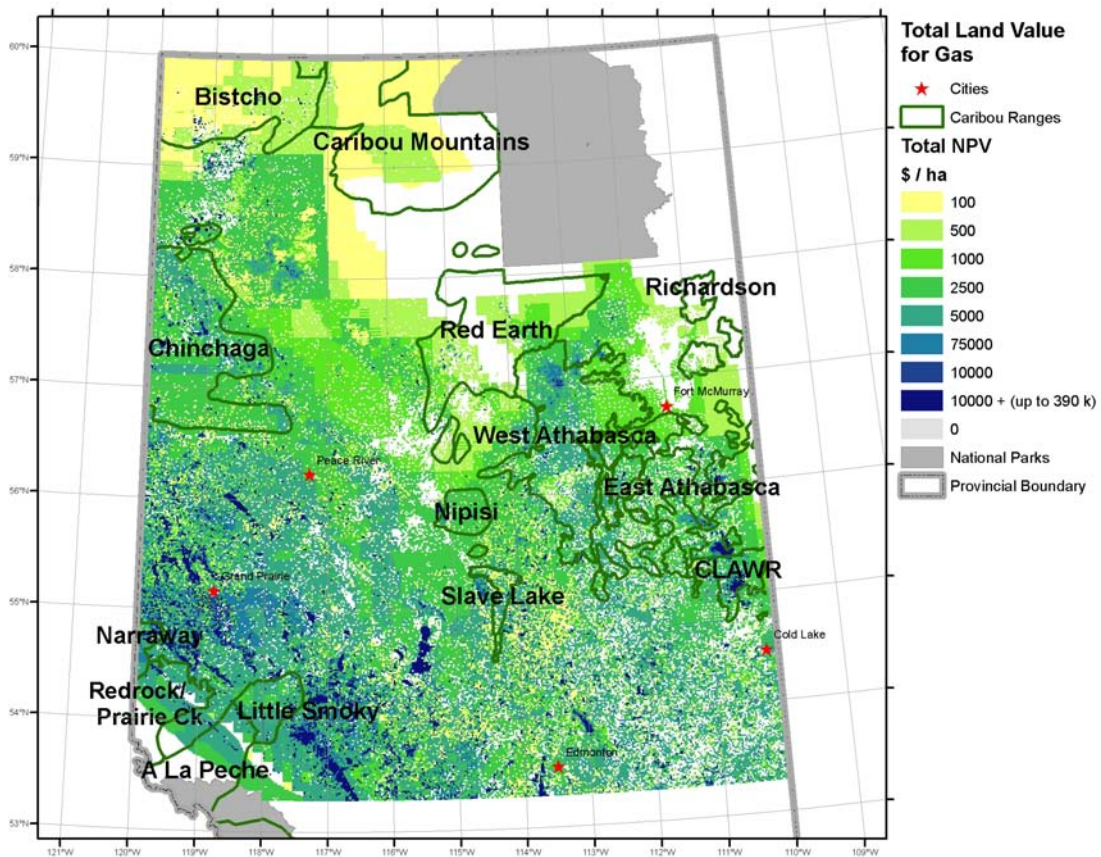 Total Land Value
for Gas
Cities
Caribou Ranges
Total NPV
$ / ha
100
500
1000
2500
5000
75000
10000
10000 + (up to 390 k)
0
National Parks
Provincial Boundary
60°N
59°N
58°N
57°N
56°N
55°N
54°N
53°N
Bistcho
Caribou Mountains
Richardson
Red Earth
Chinchaga
Fort McMurray
West Athabasca
Peace River
East Athabasca
Nipisi
CLAWR
Grand Prairie
Slave Lake
Narraway
Cold Lake
Redrock/
Prairie Ck
Little Smoky
Edmonton
A La Peche
121°W
120°W
119°W
118°W
117°W
116°W
115°W
114°W
113°W
112°W
111°W
110°W
109°W